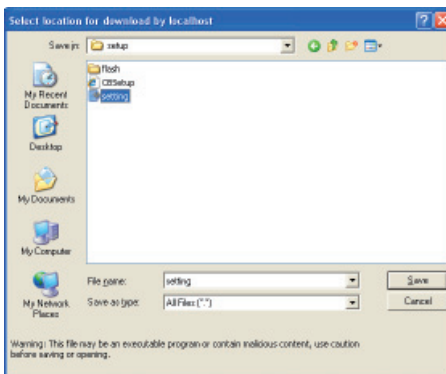 Select location for download by localhost
Save in: setup
flash
CBSetup
setting
My Recent
Documents
Desktop
My Documents
My Computer
My Network
Places
File name: setting Save
Save as type: All Files (*.*) Cancel
Warning: This file may be an executable program or contain malicious content, use caution
before saving or opening.